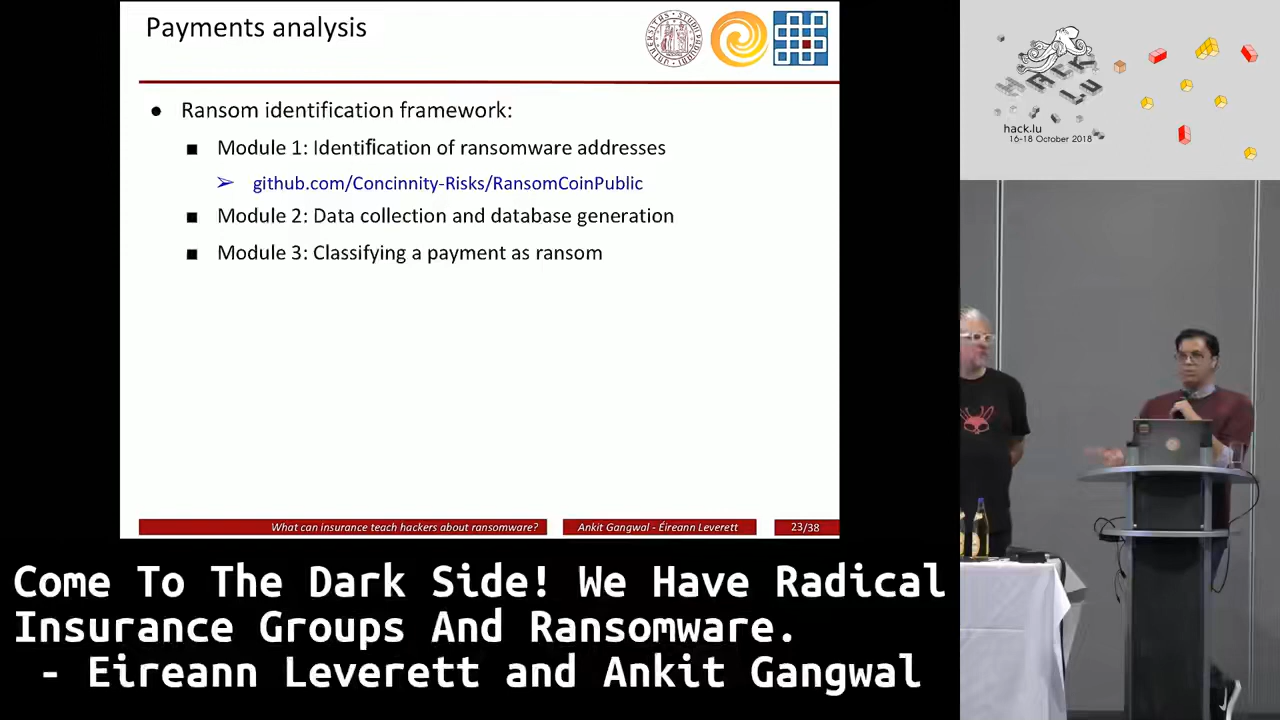 Payments analysis
● Ransom identification framework:
■ Module 1: Identification of ransomware addresses
➢ github.com/Concinnity-Risks/RansomCoinPublic
■ Module 2: Data collection and database generation
■ Module 3: Classifying a payment as ransom
What can insurance teach hackers about ransomware?
Ankit Gangwal - Éireann Leverett
23/38
HACK
LU
hack.lu
16-18 October 2018
Come To The Dark Side! We Have Radical
Insurance Groups And Ransomware.
- Eireann Leverett and Ankit Gangwal